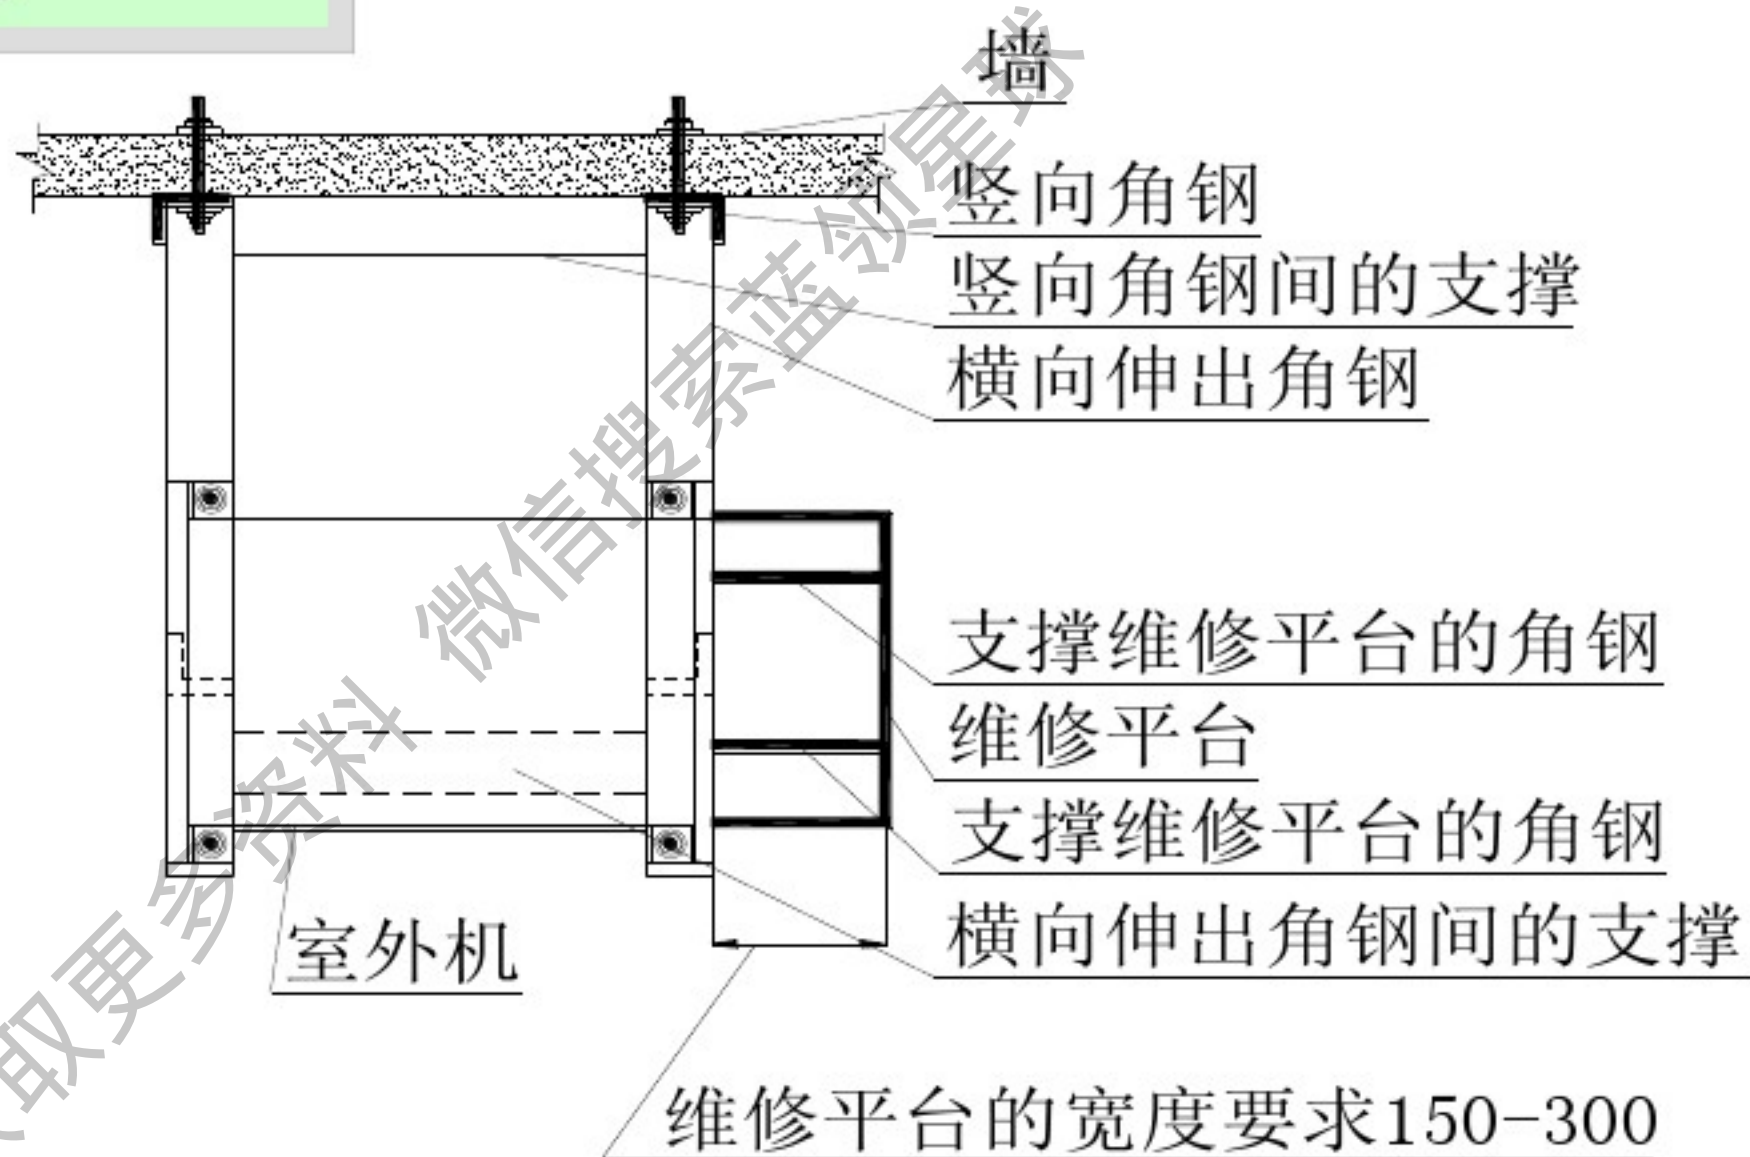 墙
竖向角钢
竖向角钢间的支撑
横向伸出角钢
支撑维修平台的角钢
维修平台
支撑维修平台的角钢
横向伸出角钢间的支撑
室外机
维修平台的宽度要求150-300
取更多资料 微信搜索蓝领星球